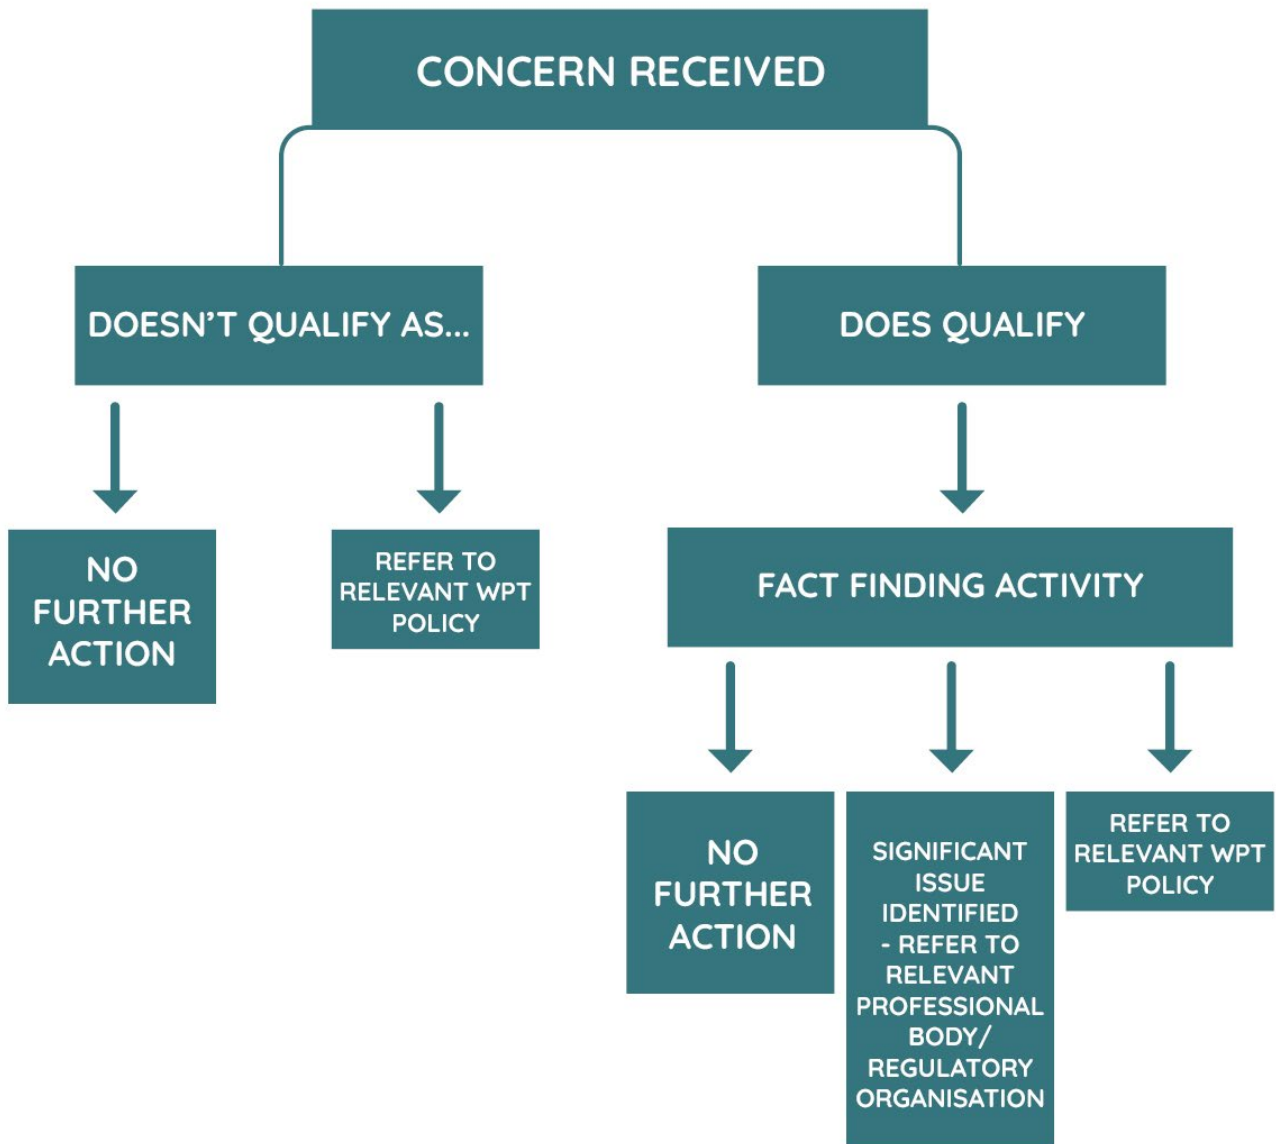 CONCERN RECEIVED
DOESN'T QUALIFY AS...
DOES QUALIFY
NO
FURTHER
ACTION
REFER TO
RELEVANT WPT
POLICY
FACT FINDING ACTIVITY
NO
FURTHER
ACTION
SIGNIFICANT
ISSUE
IDENTIFIED
- REFER TO
RELEVANT
PROFESSIONAL
BODY/
REGULATORY
ORGANISATION
REFER TO
RELEVANT WPT
POLICY